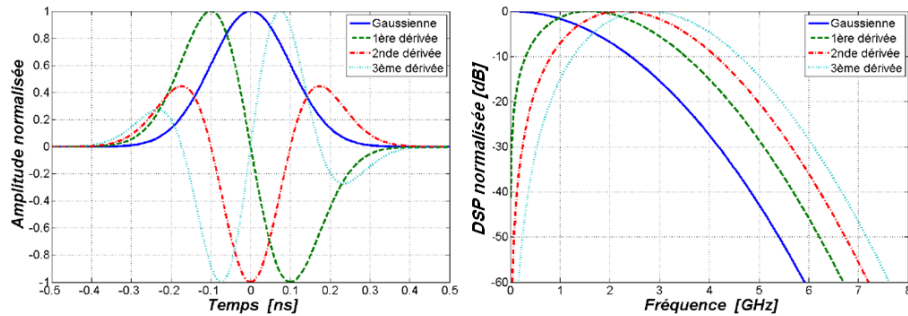 Amplitude normalisée
1
0.8
0.6
0.4
0.2
0
-0.2
-0.4
-0.6
-0.8
-1
-0.5 -0.4 -0.3 -0.2 -0.1 0 0.1 0.2 0.3 0.4 0.5
Temps [ns]
Gaussienne
1ère dérivée
2nde dérivée
3ème dérivée
DSP normalisée [dB]
0
-10
-20
-30
-40
-50
-60
0 1 2 3 4 5 6 7 8
Fréquence [GHz]
Gaussienne
1ère dérivée
2nde dérivée
3ème dérivée